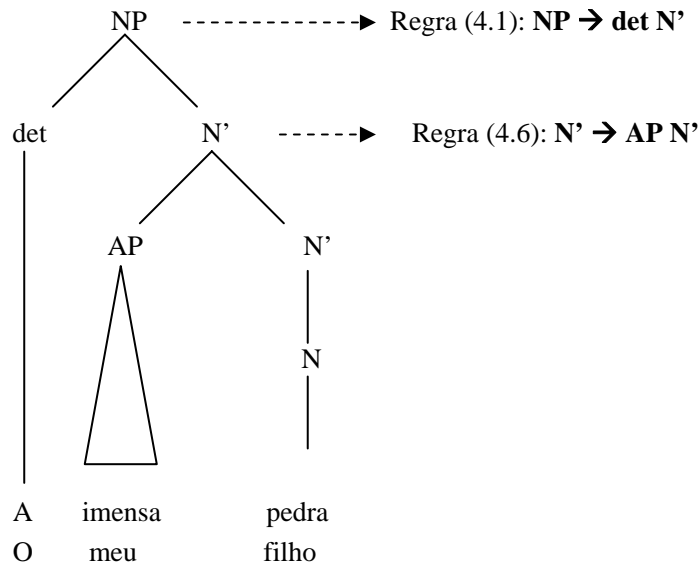 NP Regra (4.1): NP → det N’
det N’ Regra (4.6): N’ → AP N’
AP N’
N
A imensa pedra
O meu filho